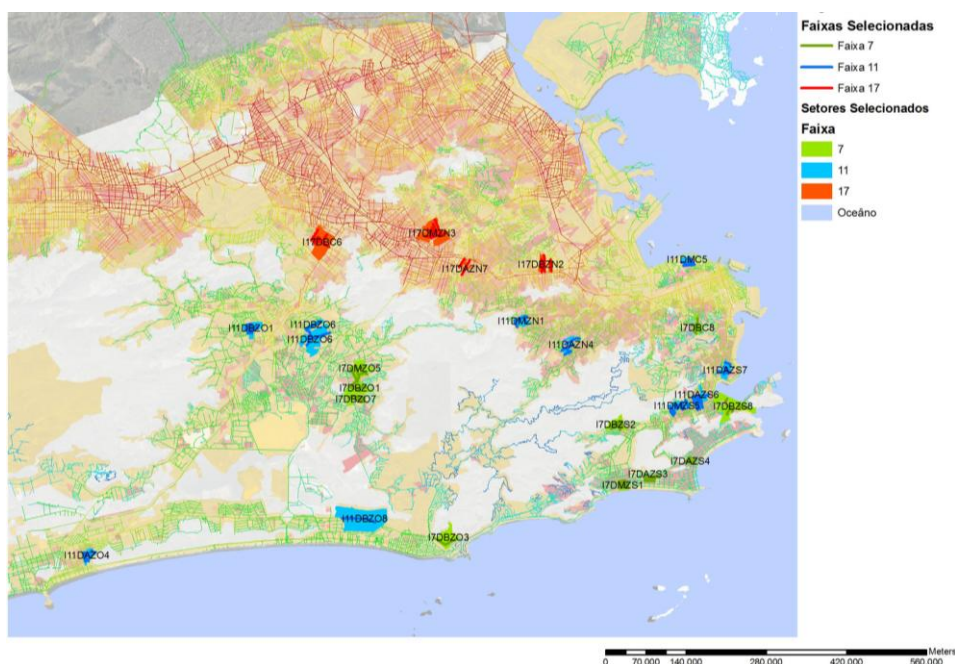 Faixas Selecionadas
Faixa 7
Faixa 11
Faixa 17
Setores Selecionados
Faixa
7
11
17
Oceâno
I17DBC6
I17DMZN3
I17DAZN7
I17DBZN2
I11DMC5
I11DBZO1
I11DBZO6
I11DBZO6
I11DMZN1
I11DAZN4
I7DBC8
I7DMZO5
I7DBZO1
I7DBZO7
I11DAZS7
I11DAZS6
I11DMZS5
I7DBZS8
I7DBZS2
I7DAZS4
I7DAZS3
I7DMZS1
I11DBZO8
I7DBZO3
I11DAZO4
Meters
0 70.000 140.000 280.000 420.000 560.000